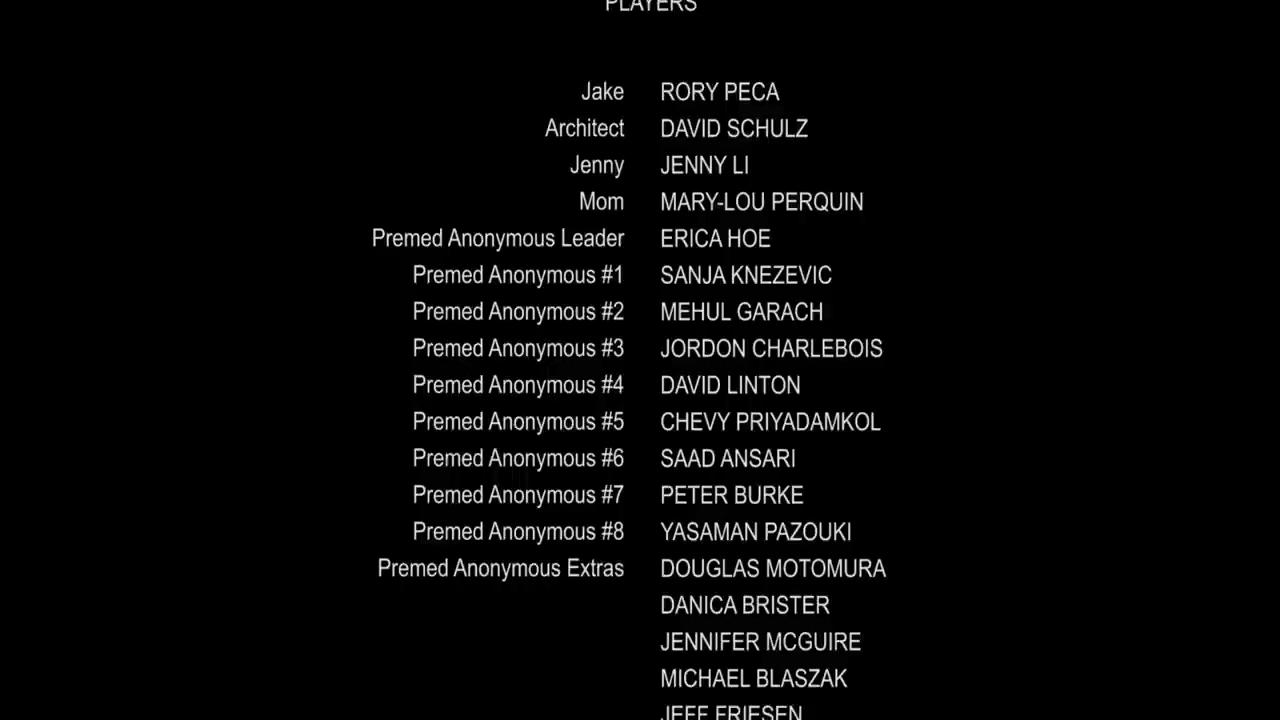 PLAYERS
Jake RORY PECA
Architect DAVID SCHULZ
Jenny JENNY LI
Mom MARY-LOU PERQUIN
Premed Anonymous Leader ERICA HOE
Premed Anonymous #1 SANJA KNEZEVIC
Premed Anonymous #2 MEHUL GARACH
Premed Anonymous #3 JORDON CHARLEBOIS
Premed Anonymous #4 DAVID LINTON
Premed Anonymous #5 CHEVY PRIYADAMKOL
Premed Anonymous #6 SAAD ANSARI
Premed Anonymous #7 PETER BURKE
Premed Anonymous #8 YASAMAN PAZOUKI
Premed Anonymous Extras DOUGLAS MOTOMURA
DANICA BRISTER
JENNIFER MCGUIRE
MICHAEL BLASZAK
JEFF FRIESEN